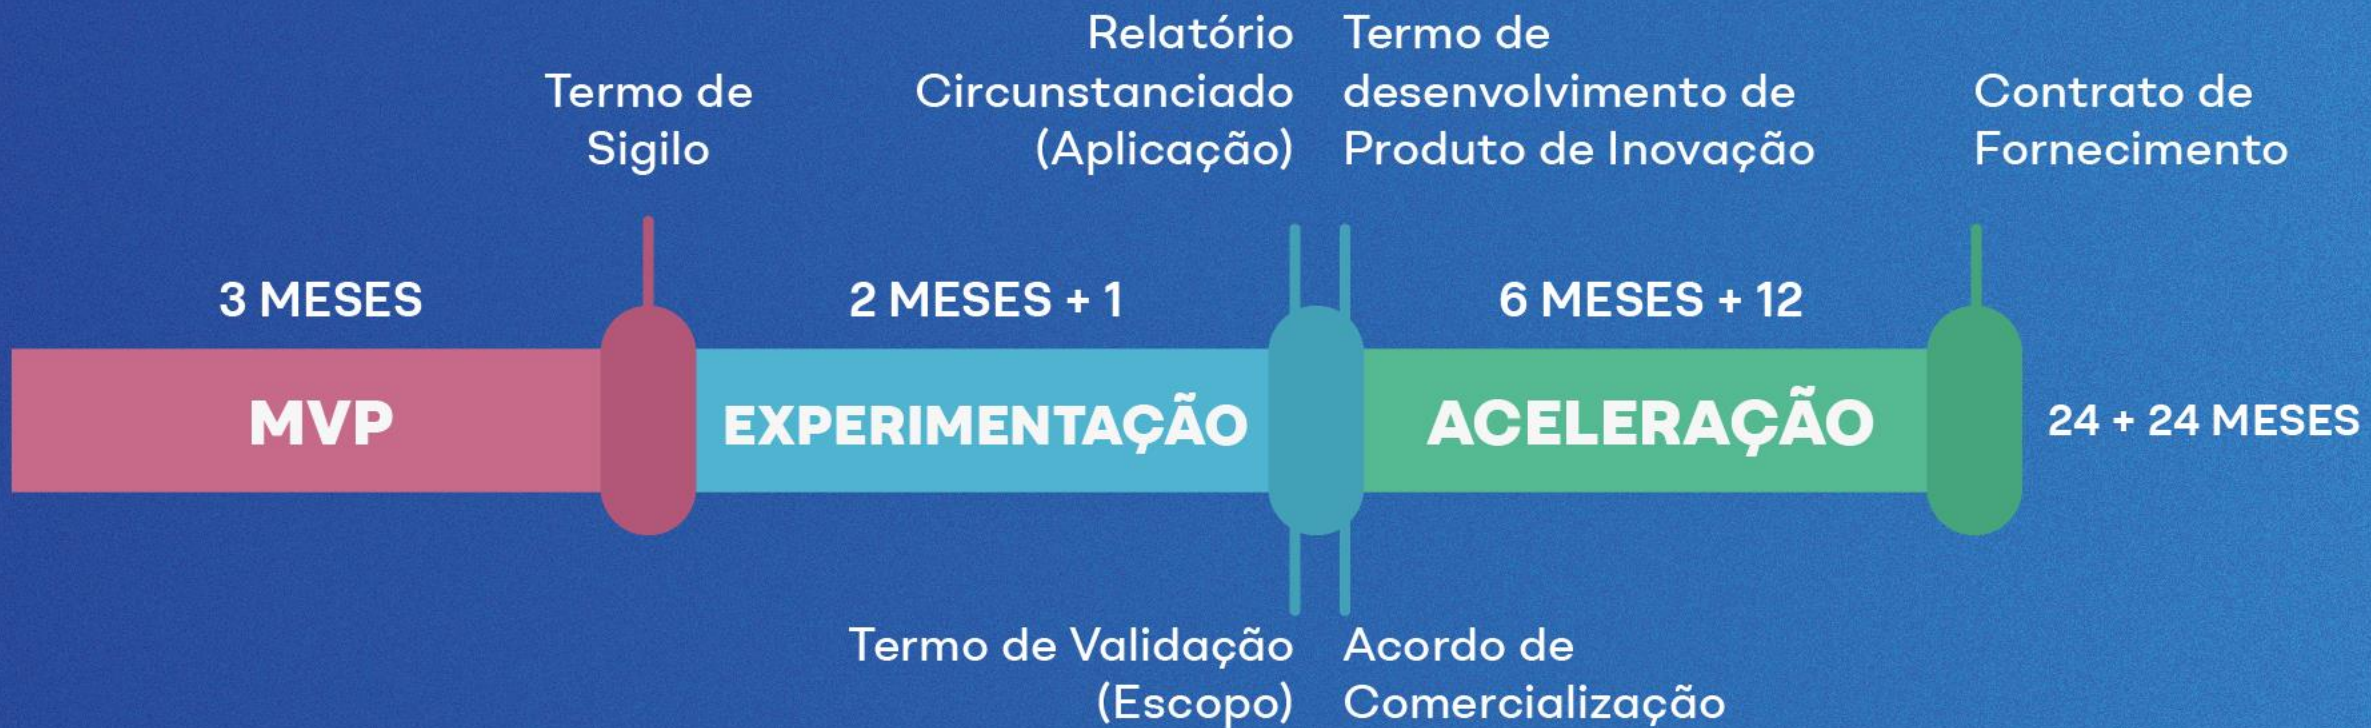 Termo de
Sigilo
Relatório
Circunstanciado
(Aplicação)
Termo de
desenvolvimento de
Produto de Inovação
Contrato de
Fornecimento
3 MESES
2 MESES + 1
6 MESES + 12
MVP
EXPERIMENTAÇÃO
ACELERAÇÃO
24 + 24 MESES
Termo de Validação
(Escopo)
Acordo de
Comercialização